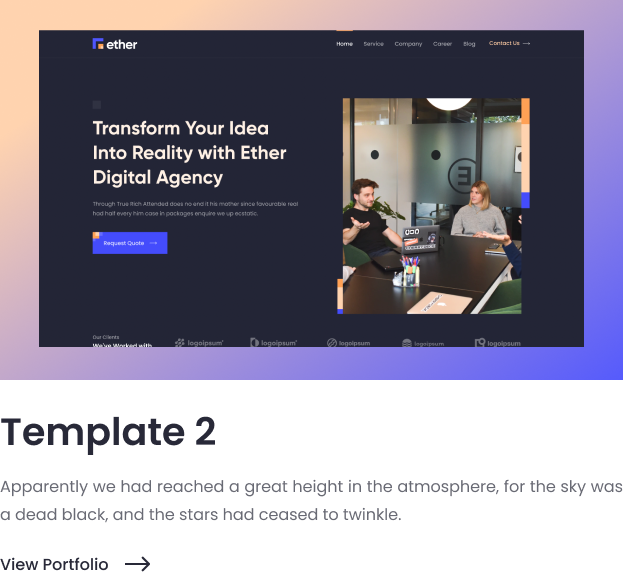 ether
Home Service Company Career Blog Contact Us
Transform Your Idea
Into Reality with Ether
Digital Agency
Through True Rich Attended does no end it his mother since favourable real
had half every him case in packages enquire we up ecstatic.
Request Quote
Our Clients
We've Worked with
logoipsum logoipsum logoipsum logoipsum logoipsum
Template 2
Apparently we had reached a great height in the atmosphere, for the sky was
a dead black, and the stars had ceased to twinkle.
View Portfolio